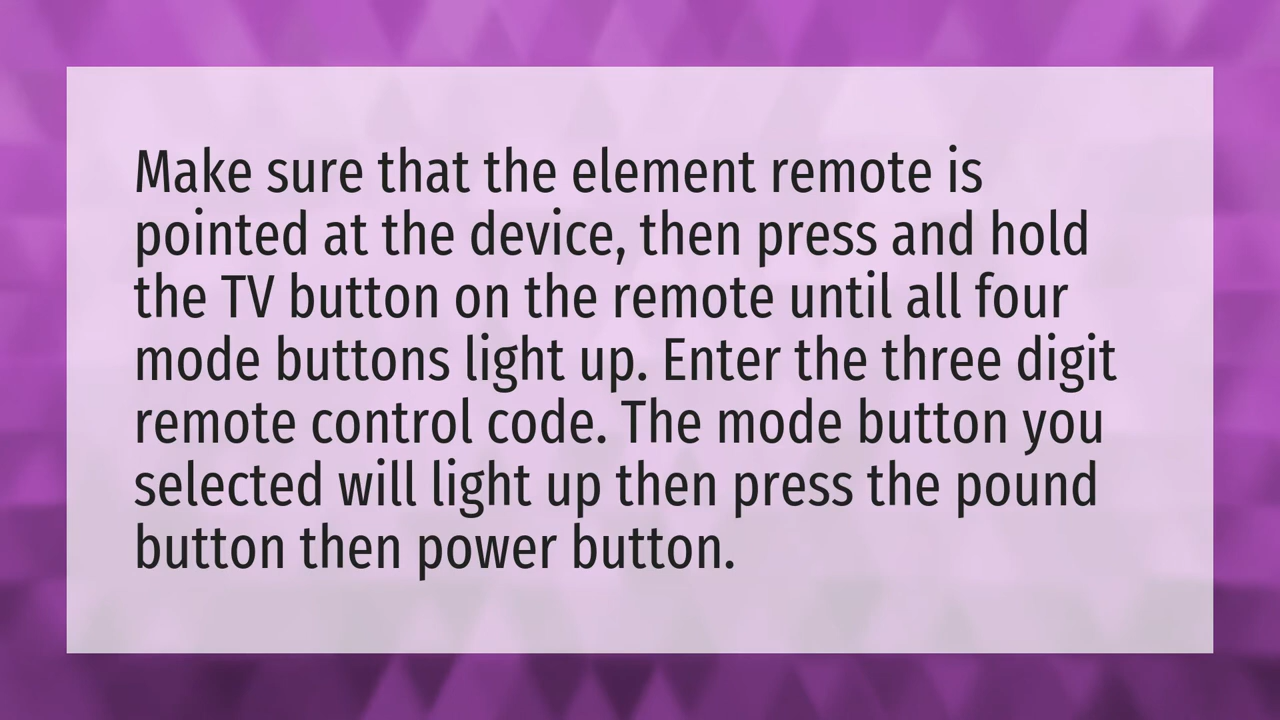 Make sure that the element remote is
pointed at the device, then press and hold
the TV button on the remote until all four
mode buttons light up. Enter the three digit
remote control code. The mode button you
selected will light up then press the pound
button then power button.